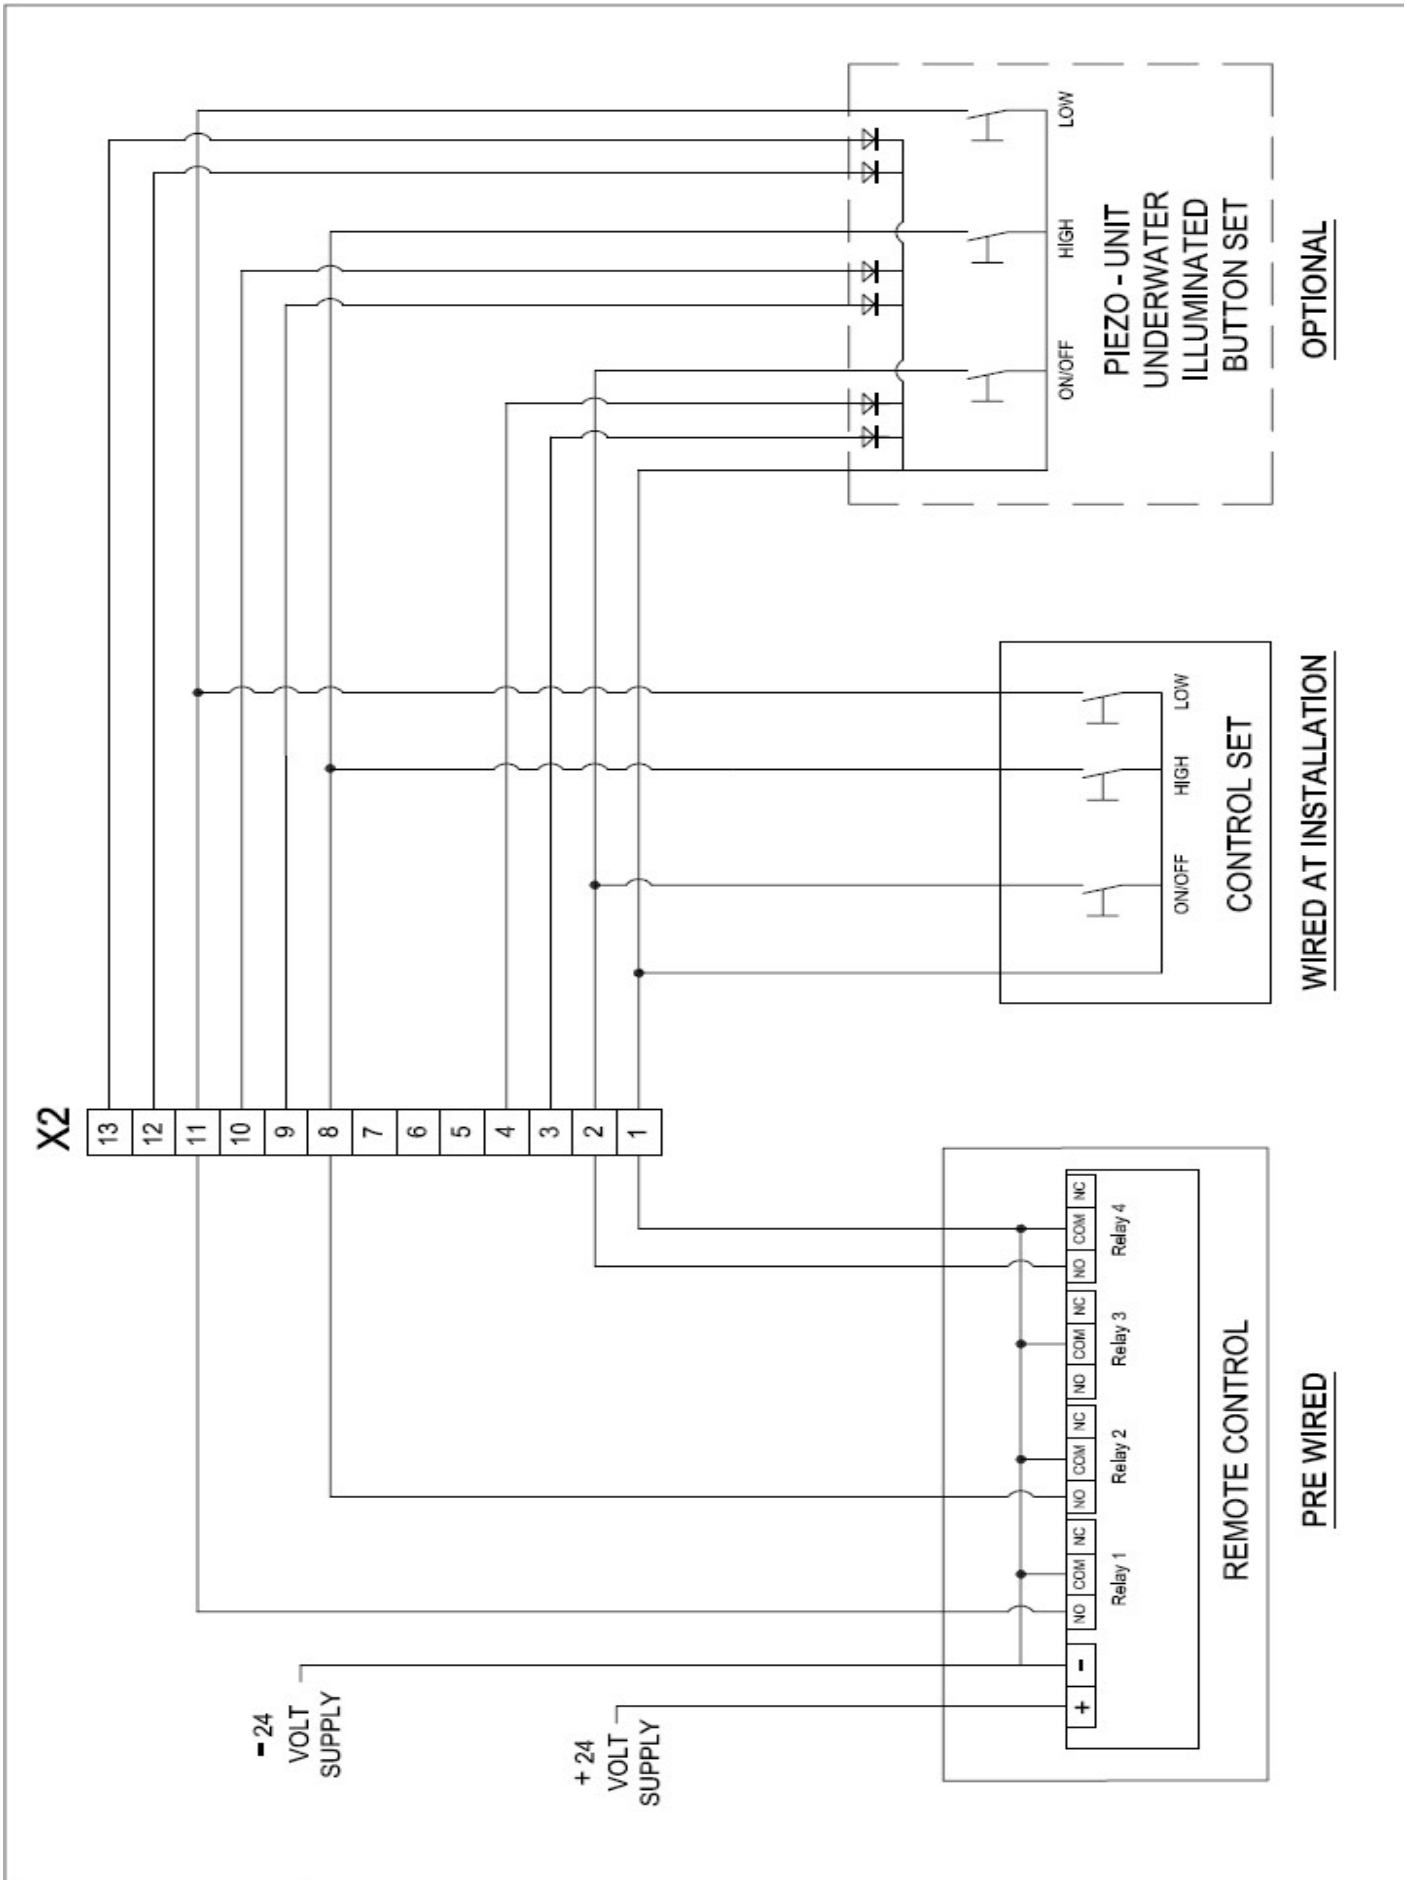 X2
13
12
11
10
9
8
7
6
5
4
3
2
1
- 24
VOLT
SUPPLY
+ 24
VOLT
SUPPLY
+
-
NO COM NC
Relay 1
NO COM NC
Relay 2
NO COM NC
Relay 3
NO COM NC
Relay 4
REMOTE CONTROL
PRE WIRED
ON/OFF
HIGH
LOW
CONTROL SET
WIRED AT INSTALLATION
ON/OFF
HIGH
LOW
PIEZO - UNIT
UNDERWATER
ILLUMINATED
BUTTON SET
OPTIONAL